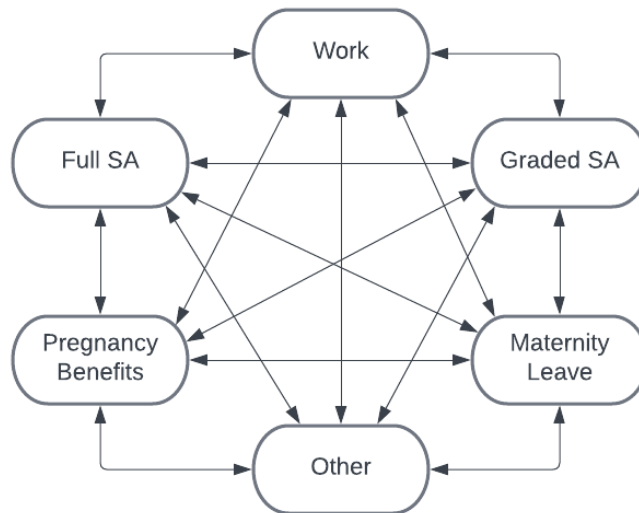 Work
Full SA
Graded SA
Pregnancy
Benefits
Maternity
Leave
Other